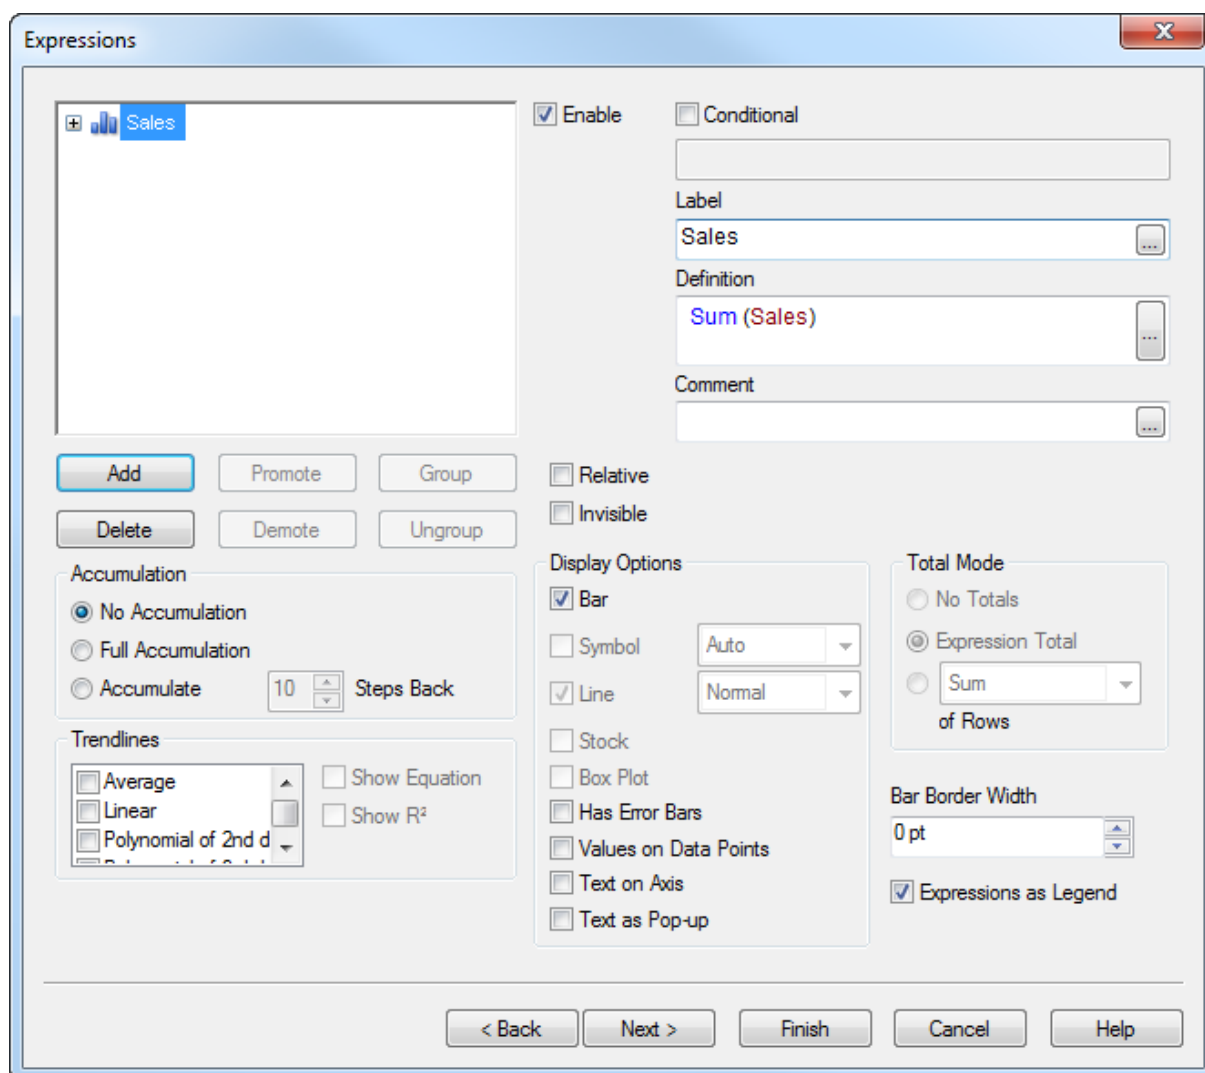 Expressions
x
Sales
Enable
Conditional
Label
Sales
...
Definition
Sum (Sales)
...
Comment
...
Add
Promote
Group
Delete
Demote
Ungroup
Relative
Invisible
Accumulation
No Accumulation
Full Accumulation
Accumulate 10 Steps Back
Trendlines
Average
Linear
Polynomial of 2nd d
Show Equation
Show R²
Display Options
Bar
Symbol Auto
Line Normal
Stock
Box Plot
Has Error Bars
Values on Data Points
Text on Axis
Text as Pop-up
Total Mode
No Totals
Expression Total
Sum
of Rows
Bar Border Width
0 pt
Expressions as Legend
< Back
Next >
Finish
Cancel
Help